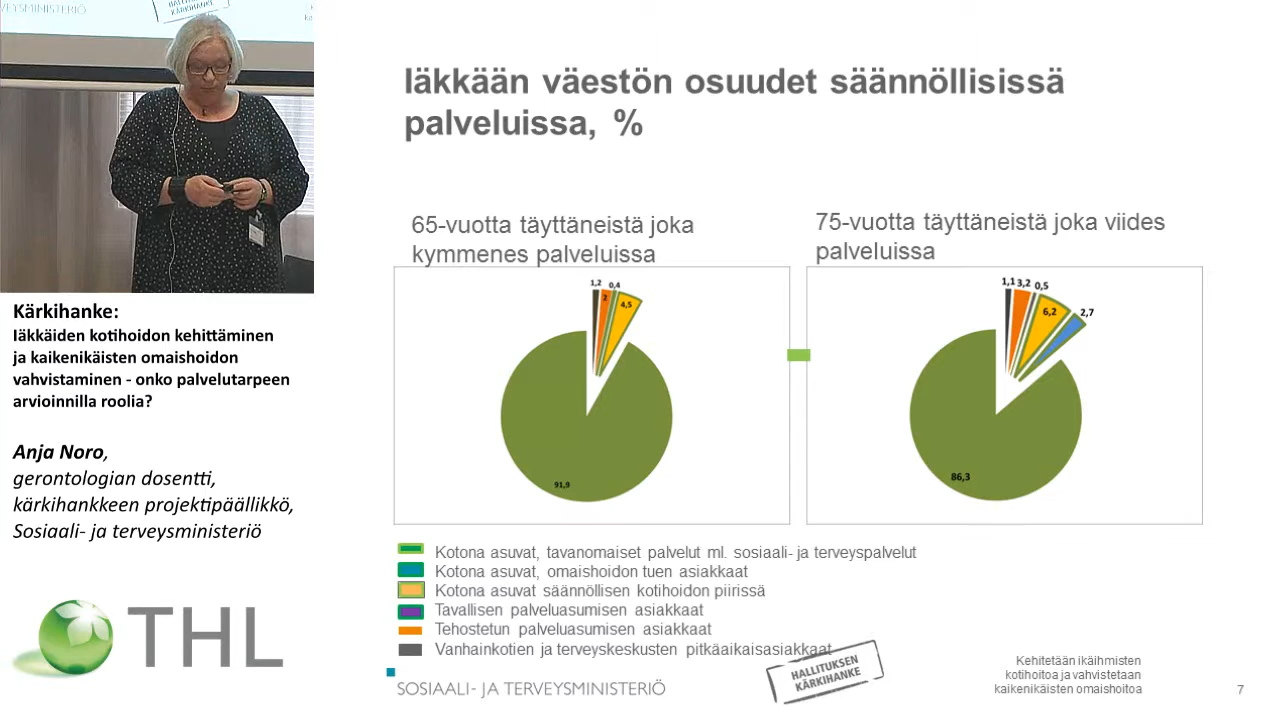 VEYSMINISTERIÖ
Iäkkään väestön osuudet säännöllisissä
palveluissa, %
65-vuotta täyttäneistä joka
kymmenes palveluissa
1,2
2
0,4
4,5
91,9
75-vuotta täyttäneistä joka viides
palveluissa
1,1
3,2
0,5
6,2
2,7
86,3
Kotona asuvat, tavanomaiset palvelut ml. sosiaali- ja terveyspalvelut
Kotona asuvat, omaishoidon tuen asiakkaat
Kotona asuvat säännöllisen kotihoidon piirissä
Tavallisen palveluasumisen asiakkaat
Tehostetun palveluasumisen asiakkaat
Vanhainkotien ja terveyskeskusten pitkäaikaisasiakkaat
SOSIAALI- JA TERVEYSMINISTERIÖ
HALLITUKSEN
KÄRKIHANKE
Kehitetään ikäihmisten
kotihoitoa ja vahvistetaan
kaikenikäisten omaishoitoa
7
Kärkihanke:
Iäkkäiden kotihoidon kehittäminen
ja kaikenikäisten omaishoidon
vahvistaminen - onko palvelutarpeen
arvioinnilla roolia?
Anja Noro,
gerontologian dosentti,
kärkihankkeen projektipäällikkö,
Sosiaali- ja terveysministeriö
THL